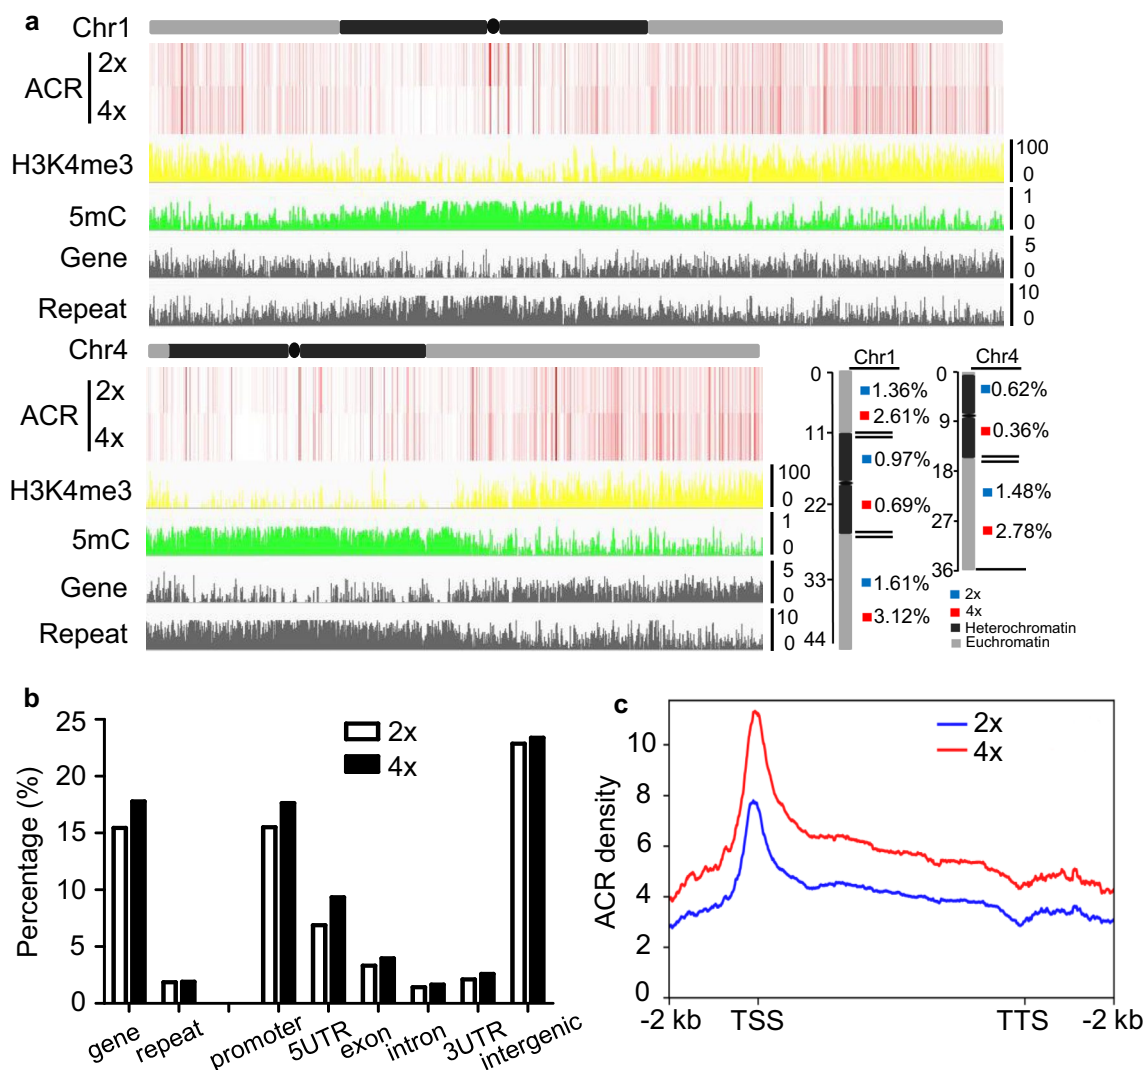 a
Chr1
ACR
2x
4x
H3K4me3
100
0
5mC
1
0
Gene
5
0
Repeat
10
0
Chr4
ACR
2x
4x
H3K4me3
100
0
5mC
1
0
Gene
5
0
Repeat
10
0
Chr1
0
11
22
33
44
1.36%
2.61%
0.97%
0.69%
1.61%
3.12%
Chr4
0
9
18
27
36
0.62%
0.36%
1.48%
2.78%
2x
4x
Heterochromatin
Euchromatin
b
Percentage (%)
25
20
15
10
5
0
2x
4x
gene
repeat
promoter
5UTR
exon
intron
3UTR
intergenic
c
ACR density
10
8
6
4
2
0
2x
4x
-2 kb
TSS
TTS
-2 kb